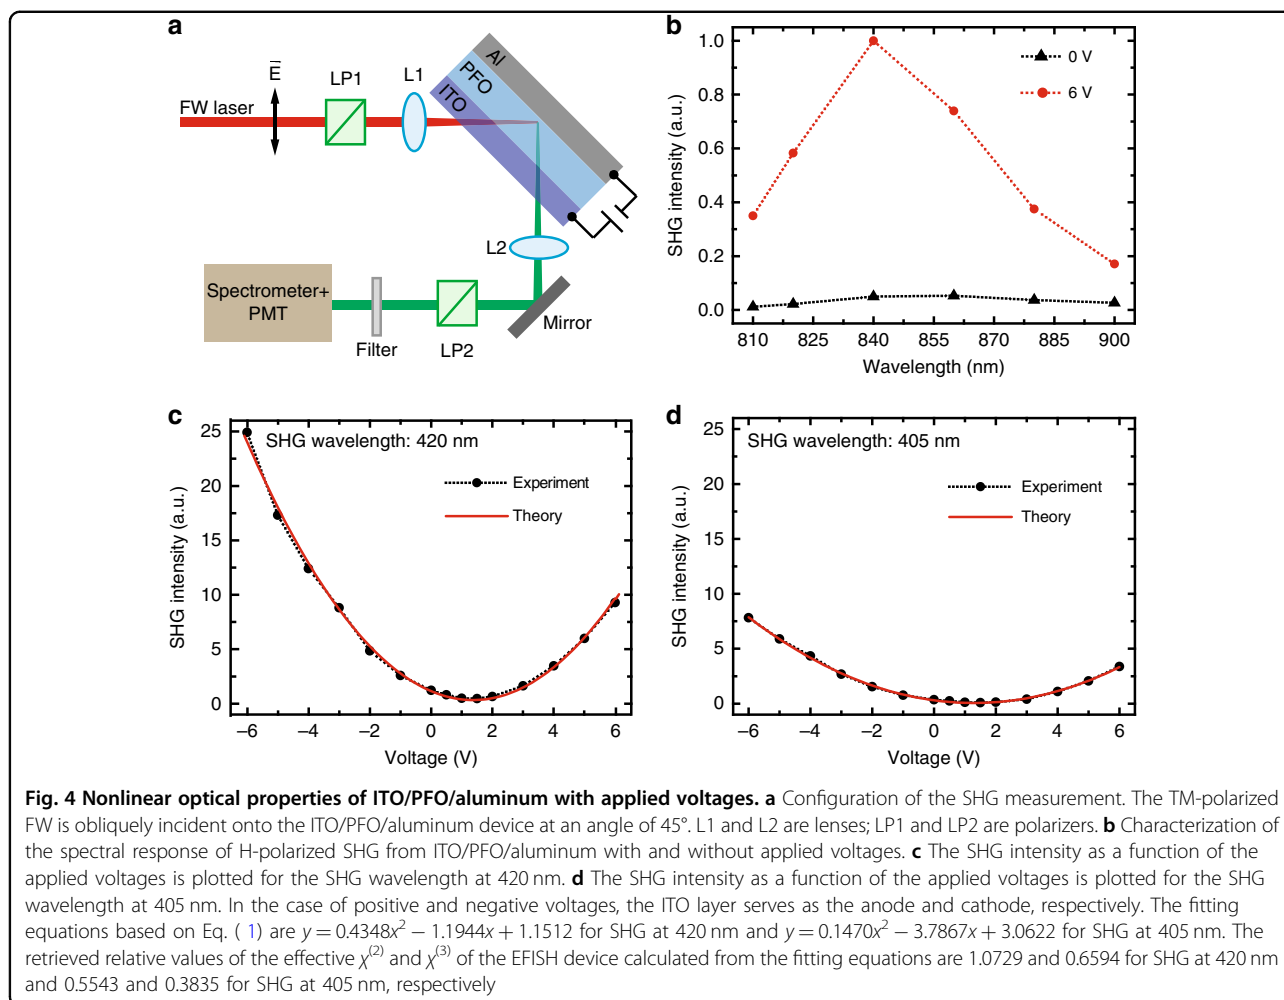 a
E
LP1
L1
FW laser
Al
PFO
ITO
L2
Spectrometer+
PMT
Filter
LP2
Mirror
b
1.0
0.8
0.6
0.4
0.2
0.0
SHG intensity (a.u.)
0 V
6 V
810
825
840
855
870
885
900
Wavelength (nm)
c
SHG wavelength: 420 nm
Experiment
Theory
25
20
15
10
5
0
SHG intensity (a.u.)
−6
−4
−2
0
2
4
6
Voltage (V)
d
SHG wavelength: 405 nm
Experiment
Theory
25
20
15
10
5
0
SHG intensity (a.u.)
−6
−4
−2
0
2
4
6
Voltage (V)
Fig. 4 Nonlinear optical properties of ITO/PFO/aluminum with applied voltages. a Configuration of the SHG measurement. The TM-polarized
FW is obliquely incident onto the ITO/PFO/aluminum device at an angle of 45°. L1 and L2 are lenses; LP1 and LP2 are polarizers. b Characterization of
the spectral response of H-polarized SHG from ITO/PFO/aluminum with and without applied voltages. c The SHG intensity as a function of the
applied voltages is plotted for the SHG wavelength at 420 nm. d The SHG intensity as a function of the applied voltages is plotted for the SHG
wavelength at 405 nm. In the case of positive and negative voltages, the ITO layer serves as the anode and cathode, respectively. The fitting
equations based on Eq. ( 1) are y = 0.4348x² − 1.1944x + 1.1512 for SHG at 420 nm and y = 0.1470x² − 3.7867x + 3.0622 for SHG at 405 nm. The
retrieved relative values of the effective χ⁽²⁾ and χ⁽³⁾ of the EFISH device calculated from the fitting equations are 1.0729 and 0.6594 for SHG at 420 nm
and 0.5543 and 0.3835 for SHG at 405 nm, respectively